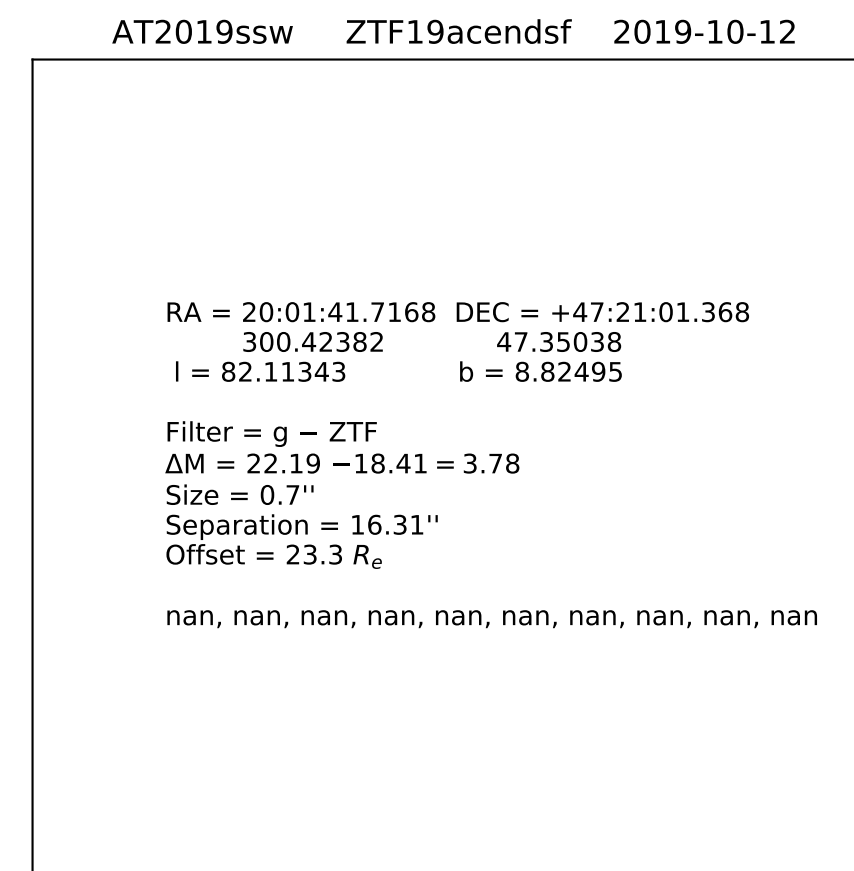 AT2019ssw ZTF19acendsf 2019-10-12
RA = 20:01:41.7168 DEC = +47:21:01.368
300.42382 47.35038
l = 82.11343 b = 8.82495
Filter = g − ZTF
ΔM = 22.19 −18.41 = 3.78
Size = 0.7''
Separation = 16.31''
Offset = 23.3 Re
nan, nan, nan, nan, nan, nan, nan, nan, nan, nan